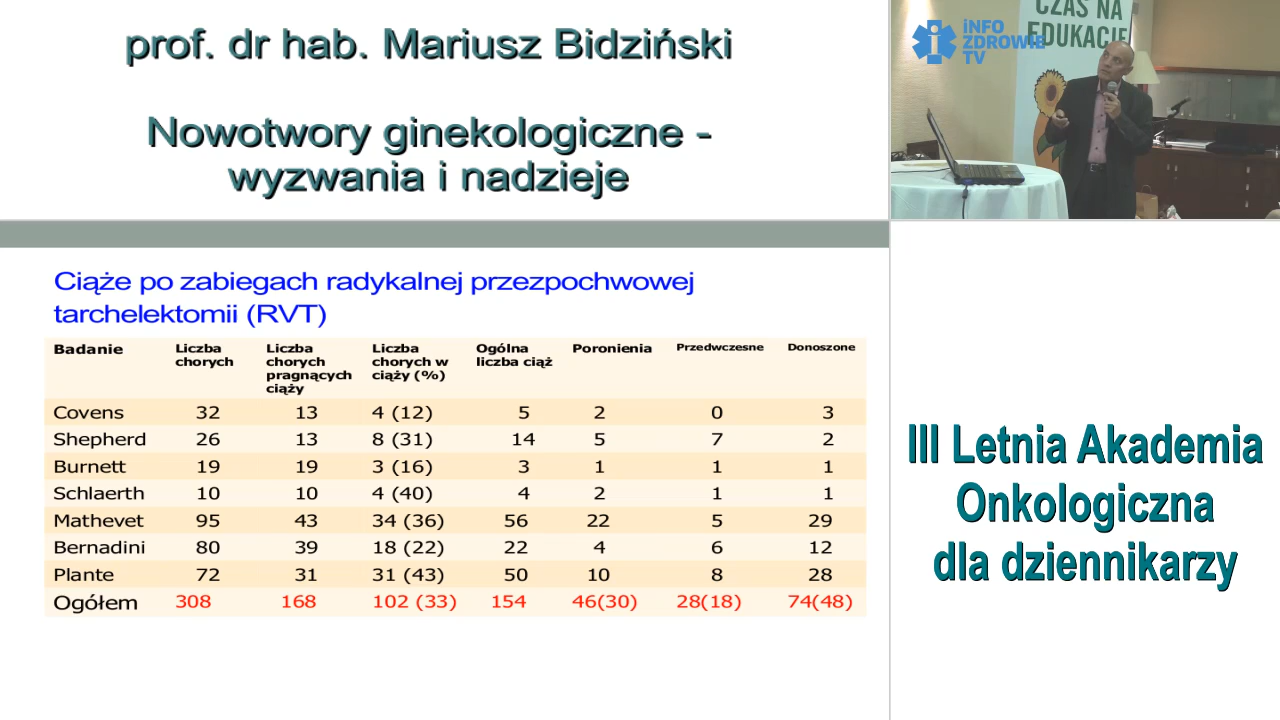 prof. dr hab. Mariusz Bidziński
Nowotwory ginekologiczne -
wyzwania i nadzieje
CZAS NA
EDUKACJĘ
iNFO
ZDROWIE
TV
Ciąże po zabiegach radykalnej przezpochwowej
tarchelektomii (RVT)
Badanie Liczba chorych Liczba chorych pragnących ciąży Liczba chorych w ciąży (%) Ogólna liczba ciąż Poronienia Przedwczesne Donoszone
Covens 32 13 4 (12) 5 2 0 3
Shepherd 26 13 8 (31) 14 5 7 2
Burnett 19 19 3 (16) 3 1 1 1
Schlaerth 10 10 4 (40) 4 2 1 1
Mathevet 95 43 34 (36) 56 22 5 29
Bernadini 80 39 18 (22) 22 4 6 12
Plante 72 31 31 (43) 50 10 8 28
Ogółem 308 168 102 (33) 154 46(30) 28(18) 74(48)
III Letnia Akademia
Onkologiczna
dla dziennikarzy